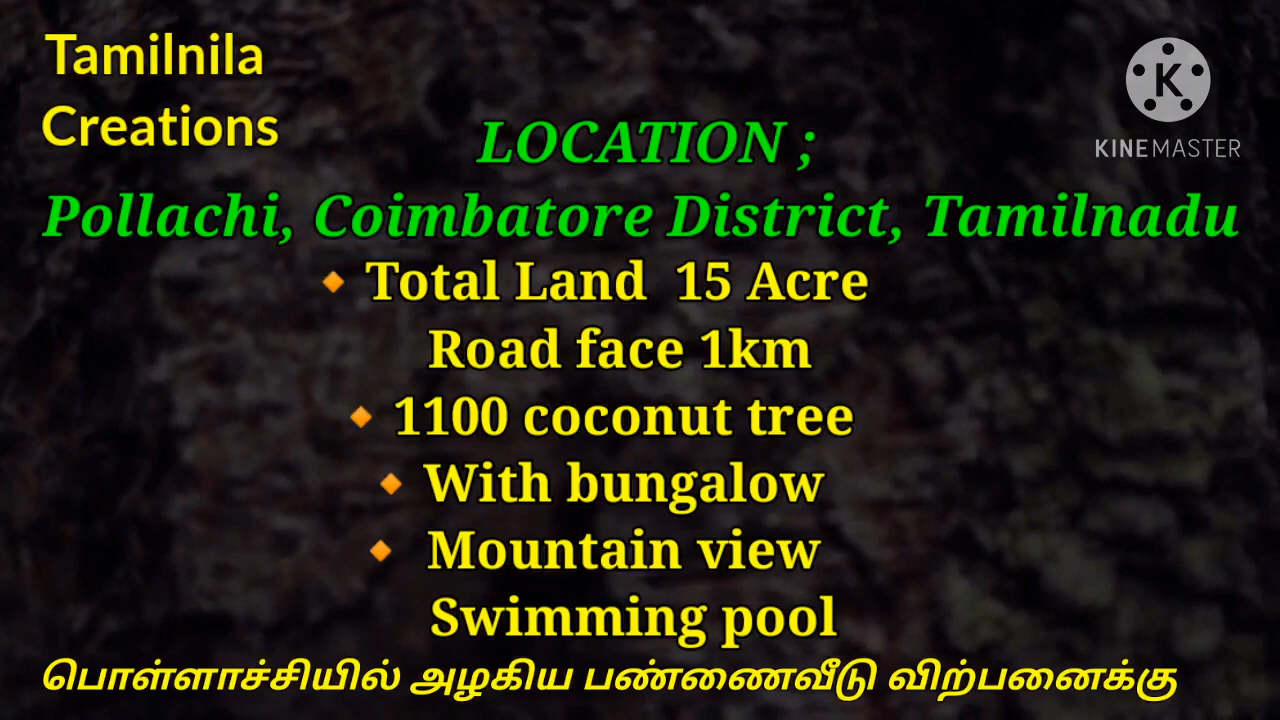 Tamilnila
Creations
K
KINEMASTER
LOCATION ;
Pollachi, Coimbatore District, Tamilnadu
🔸Total Land 15 Acre
Road face 1km
🔸1100 coconut tree
🔸With bungalow
🔸 Mountain view
Swimming pool
பொள்ளாச்சியில் அழகிய பண்ணைவீடு விற்பனைக்கு